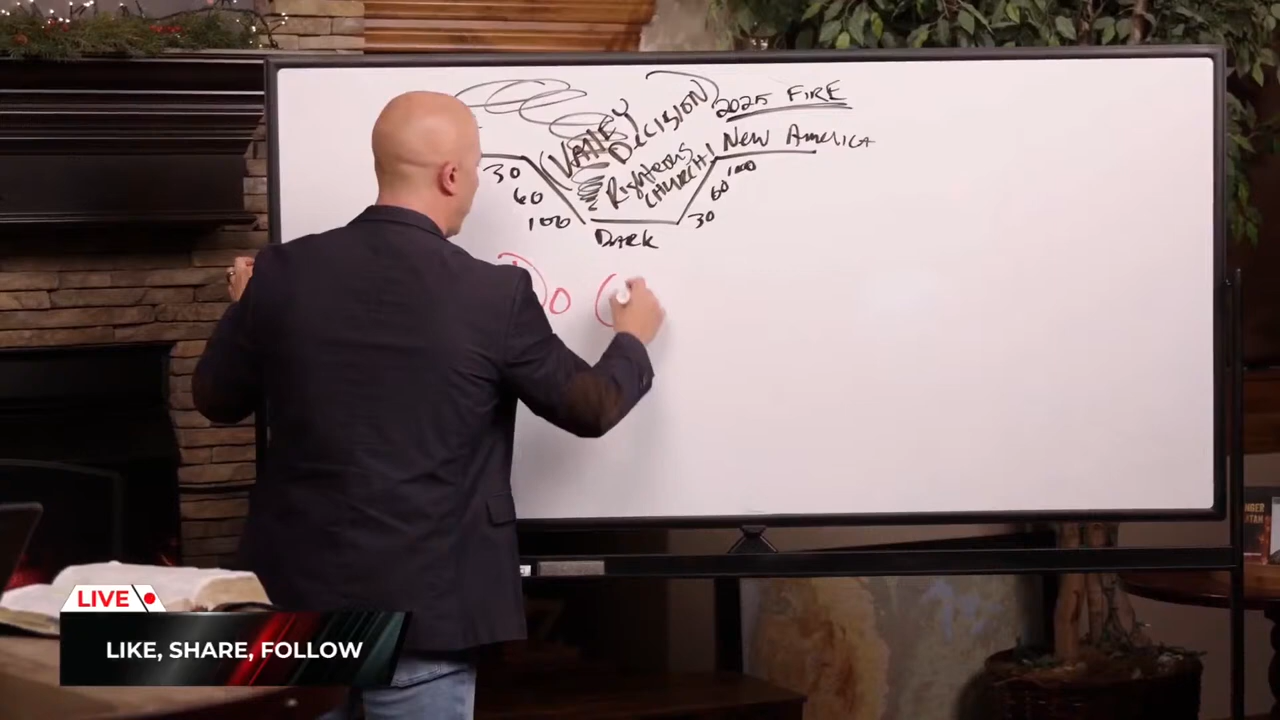 2025 FIRE
New America
VALLEY
DECISION
Righteous
CHURCH
30
60
100
DARK
100
60
30
Do
LIVE
LIKE, SHARE, FOLLOW